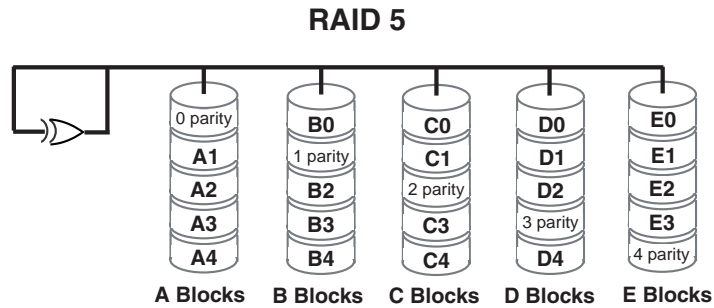 RAID 5
0 parity B0 C0 D0 E0
A1 1 parity C1 D1 E1
A2 B2 2 parity D2 E2
A3 B3 C3 3 parity E3
A4 B4 C4 D4 4 parity
A Blocks B Blocks C Blocks D Blocks E Blocks